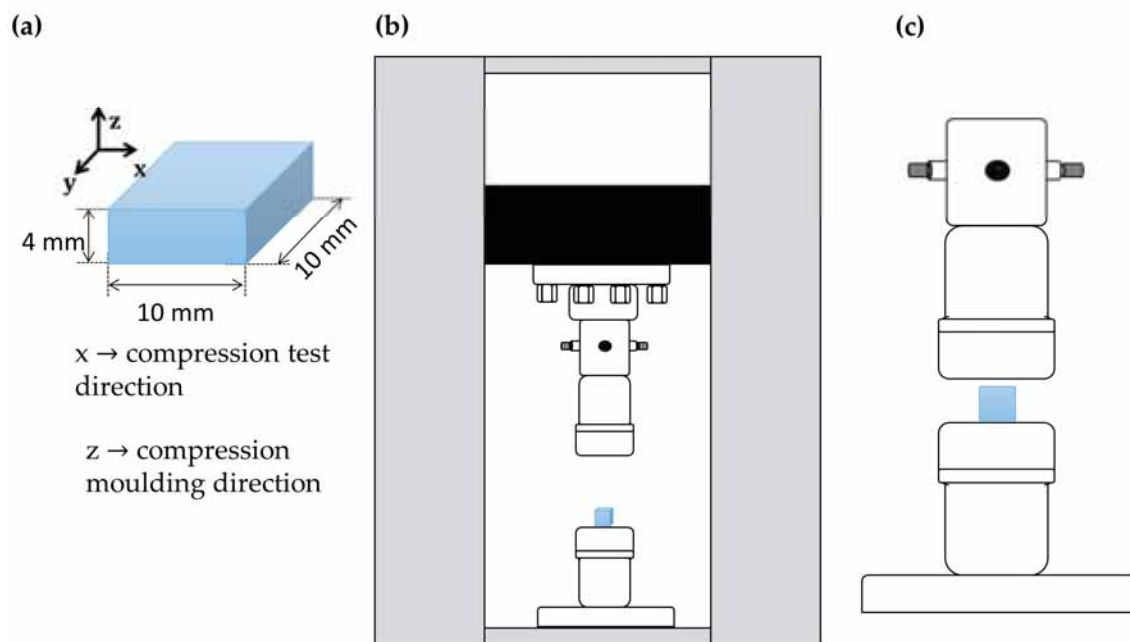 (a)
z
x
y
4 mm
10 mm
10 mm
x → compression test
direction
z → compression
moulding direction
(b)
(c)